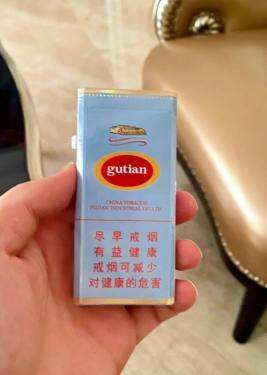 gutian
CHINA TOBACCO
FUJIAN INDUSTRIAL CO., LTD
尽早戒烟
有益健康
戒烟可减少
对健康的危害